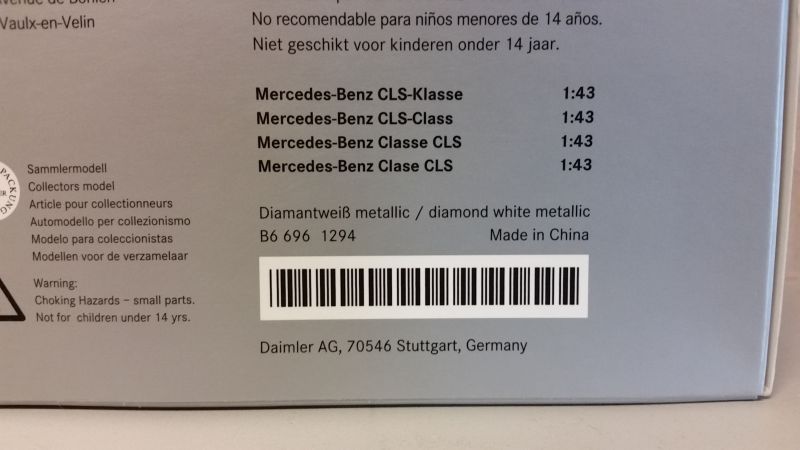 Vaulx-en-Velin
No recomendable para niños menores de 14 años.
Niet geschikt voor kinderen onder 14 jaar.
Mercedes-Benz CLS-Klasse 1:43
Mercedes-Benz CLS-Class 1:43
Mercedes-Benz Classe CLS 1:43
Mercedes-Benz Clase CLS 1:43
PACKUNG
Sammlermodell
Collectors model
Article pour collectionneurs
Automodello per collezionismo
Modelo para coleccionistas
Modellen voor de verzamelaar
Warning:
Choking Hazards – small parts.
Not for children under 14 yrs.
Diamantweiß metallic / diamond white metallic
B6 696 1294 Made in China
Daimler AG, 70546 Stuttgart, Germany